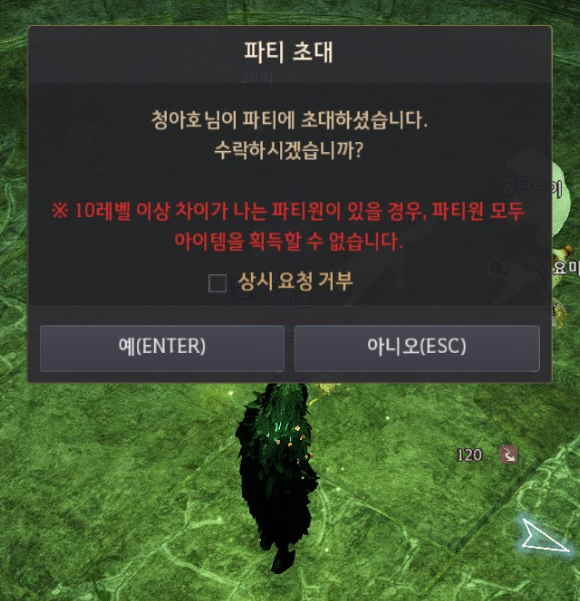 파티 초대
청아호님이 파티에 초대하셨습니다.
수락하시겠습니까?
※ 10레벨 이상 차이가 나는 파티원이 있을 경우, 파티원 모두
아이템을 획득할 수 없습니다.
상시 요청 거부
예(ENTER)
아니오(ESC)
120